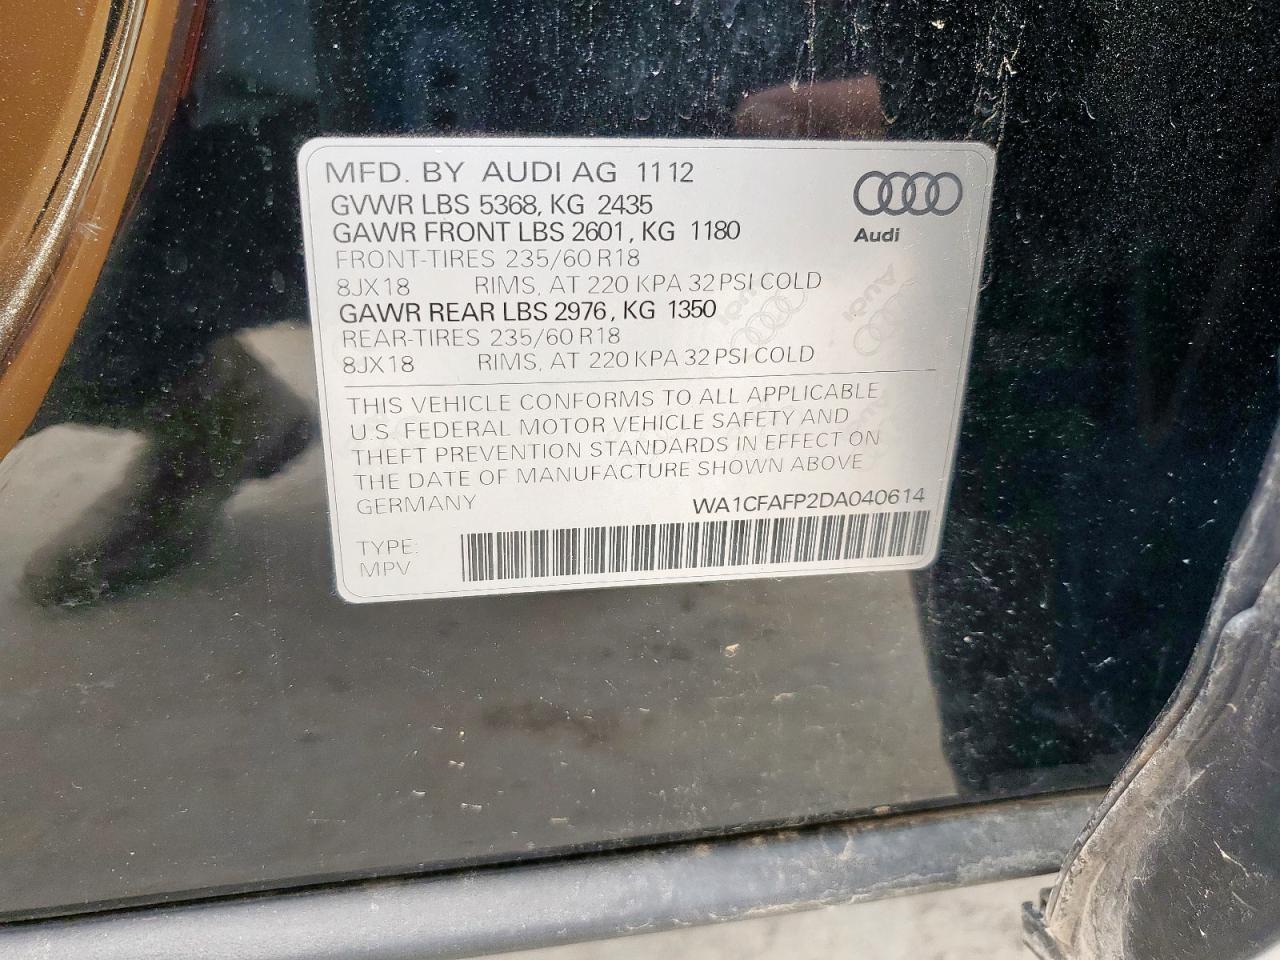 MFD. BY AUDI AG 11 12
GVWR LBS 5368, KG 2435
GAWR FRONT LBS 2601, KG 1180
FRONT-TIRES 235/60 R18
8JX18 RIMS, AT 220 KPA 32 PSI COLD
GAWR REAR LBS 2976, KG 1350
REAR-TIRES 235/60 R18
8JX18 RIMS, AT 220 KPA 32 PSI COLD
Audi
THIS VEHICLE CONFORMS TO ALL APPLICABLE
U.S. FEDERAL MOTOR VEHICLE SAFETY AND
THEFT PREVENTION STANDARDS IN EFFECT ON
THE DATE OF MANUFACTURE SHOWN ABOVE
GERMANY WA1CFAFP2DA040614
TYPE:
MPV